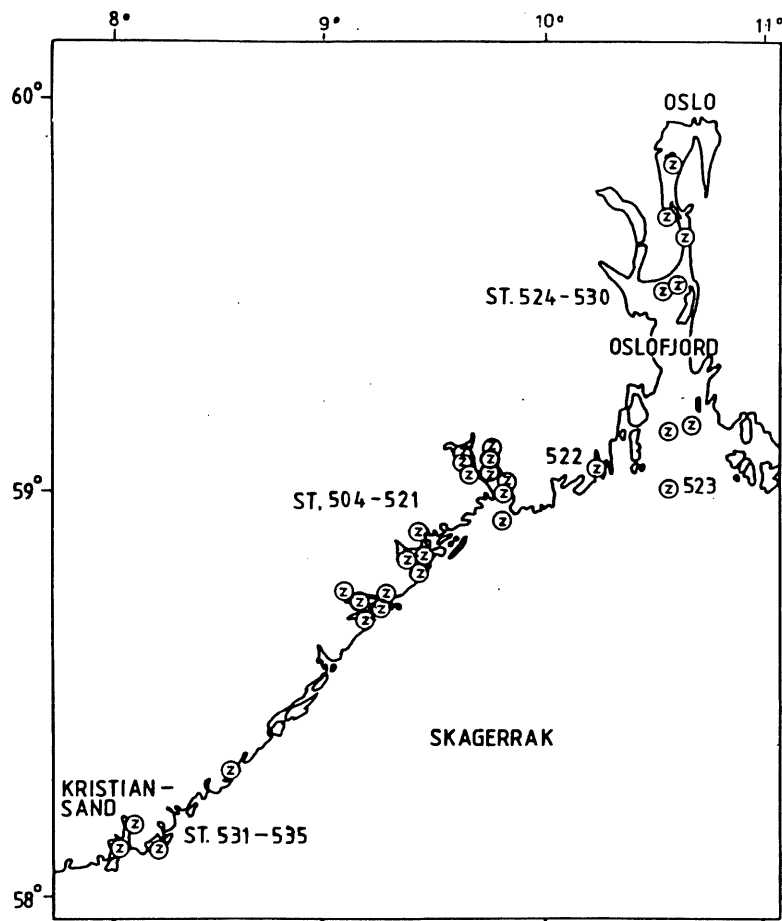 8° 9° 10° 11°
60°
OSLO
Z
Z
Z
ST. 524-530
Z Z
OSLOFJORD
Z Z
522 Z
Z 523
Z Z
Z Z
Z Z
Z Z
Z
Z
59°
ST. 504-521
Z
Z Z
Z
Z Z
Z Z
Z
SKAGERRAK
Z
KRISTIAN-
SAND
Z
Z Z
ST. 531-535
58°